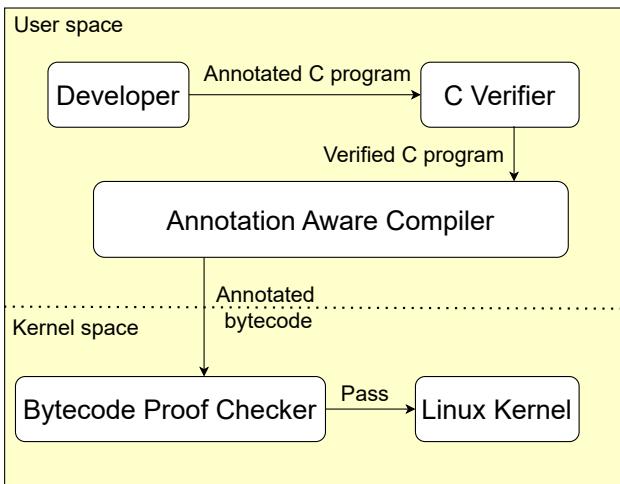 User space
Developer
Annotated C program
C Verifier
Verified C program
Annotation Aware Compiler
Annotated
bytecode
Kernel space
Bytecode Proof Checker
Pass
Linux Kernel